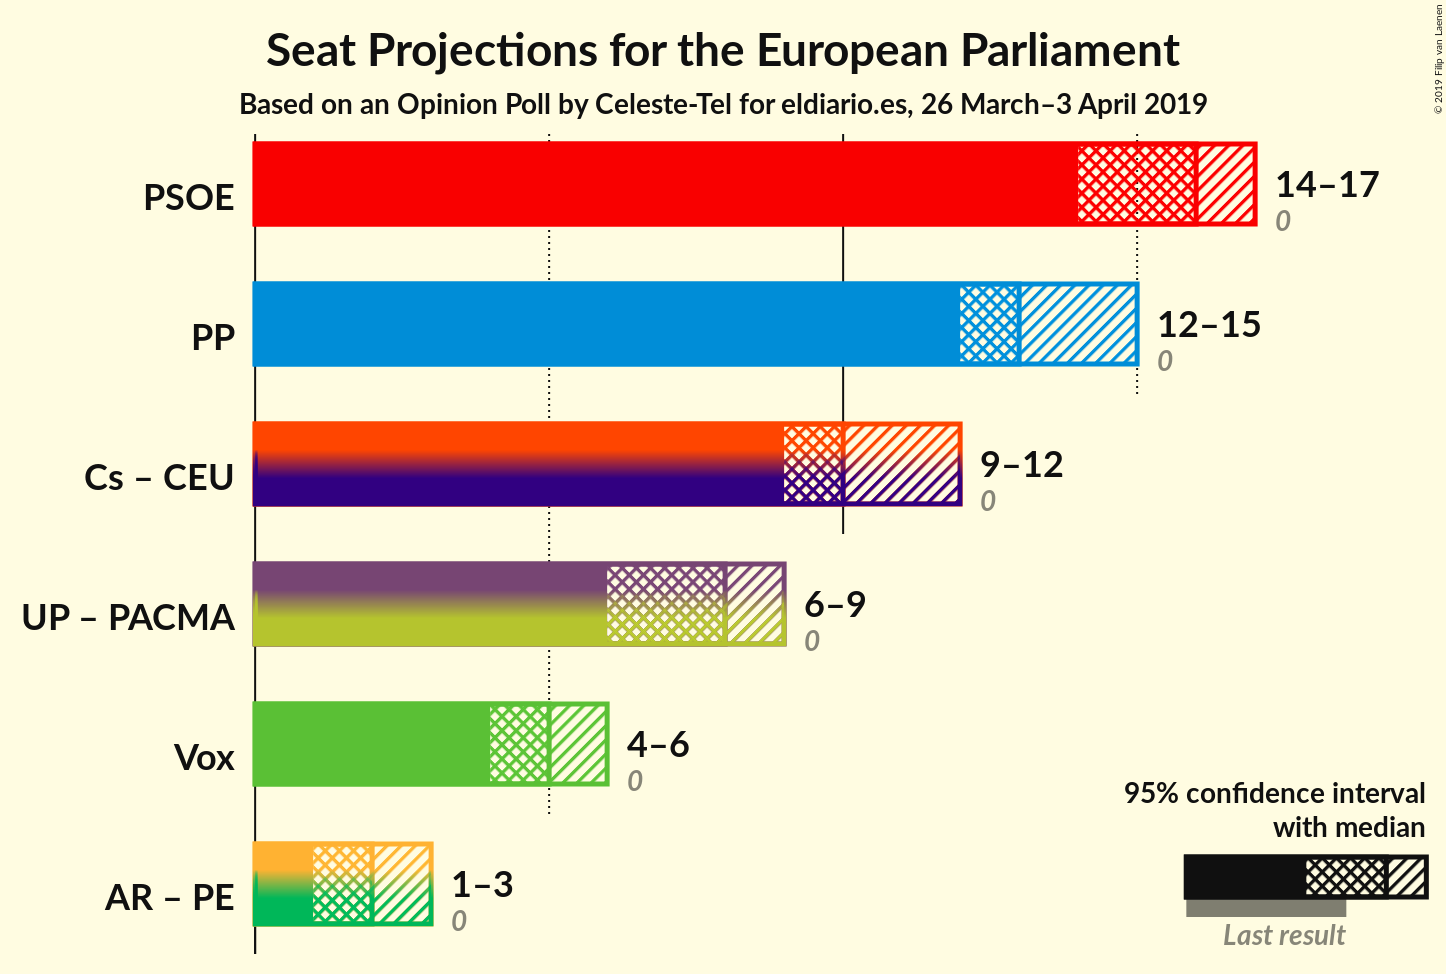 Seat Projections for the European Parliament
Based on an Opinion Poll by Celeste-Tel for eldiario.es, 26 March–3 April 2019
© 2019 Filip van Laenen
PSOE
14–17
0
PP
12–15
0
Cs – CEU
9–12
0
UP – PACMA
6–9
0
Vox
4–6
0
AR – PE
1–3
0
95% confidence interval
with median
Last result